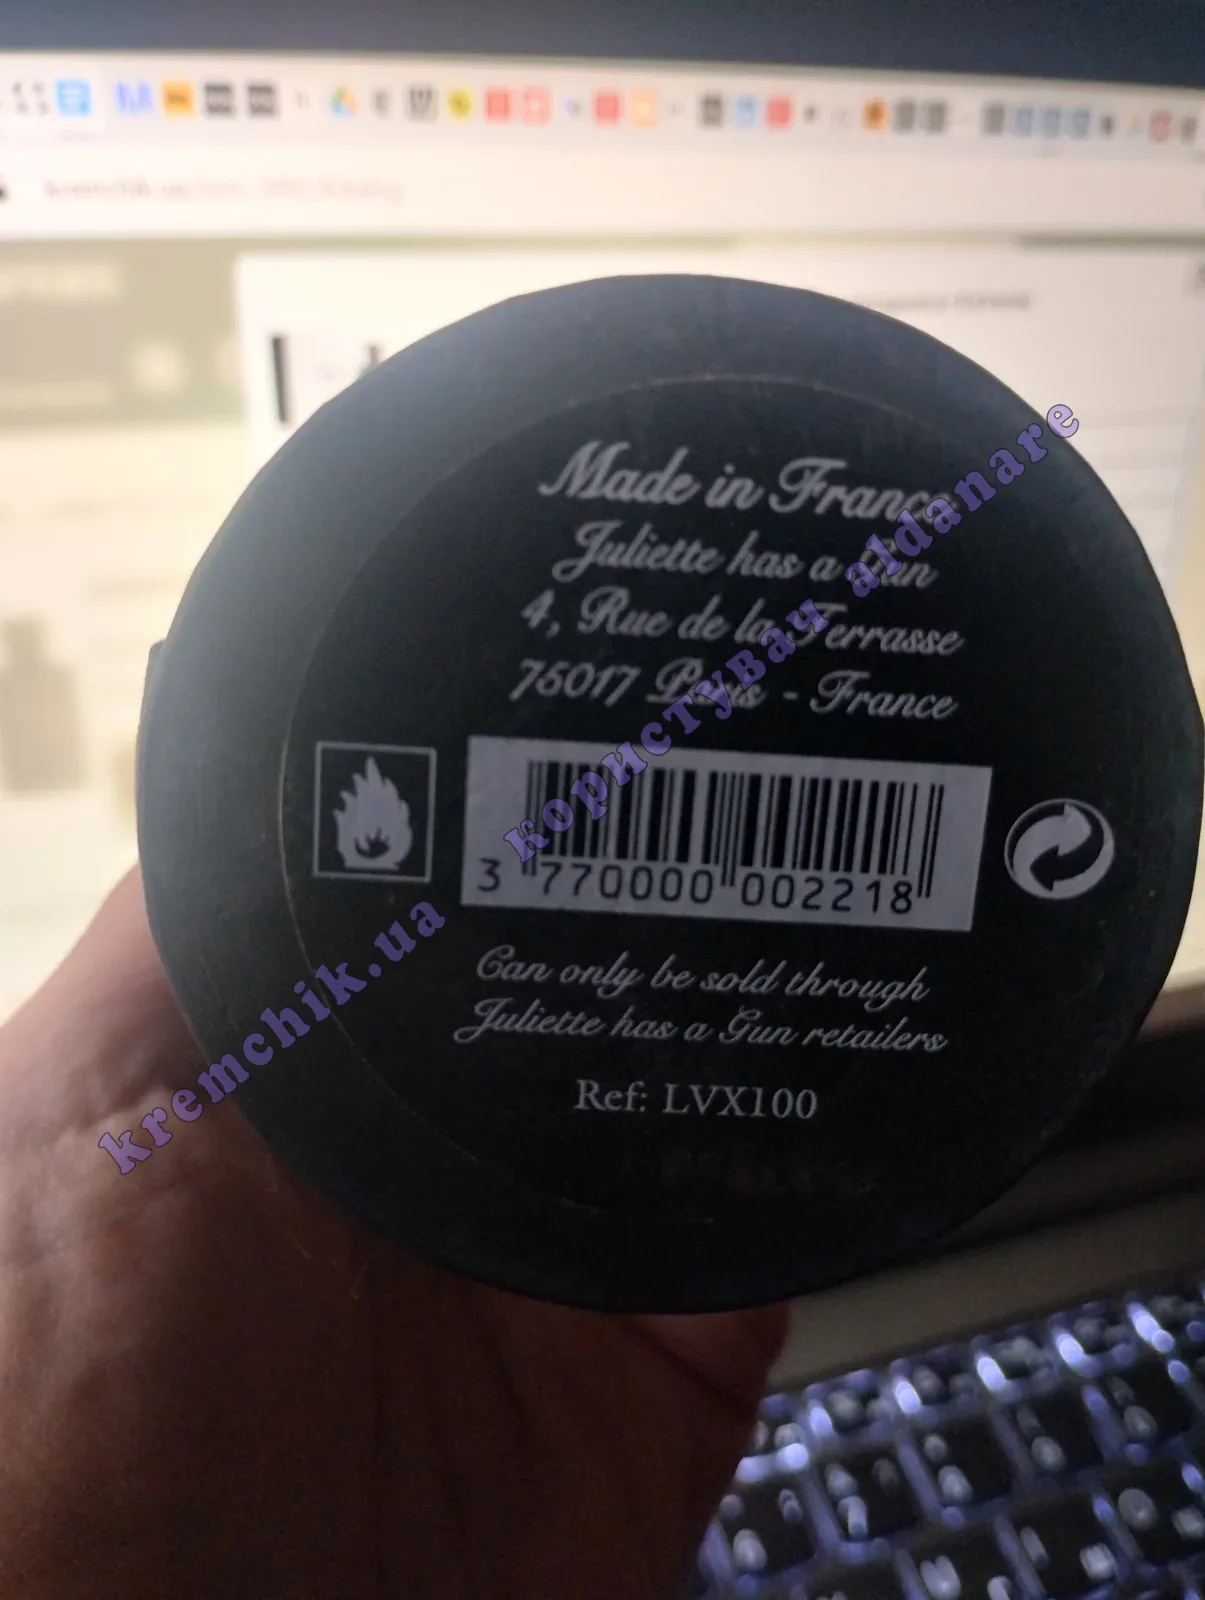 Made in France
Juliette has a Gun
4, Rue de la Terrasse
75017 Paris - France
3 770000 002218
Can only be sold through
Juliette has a Gun retailers
Ref: LVX100
kremchik.ua користувач aldanare